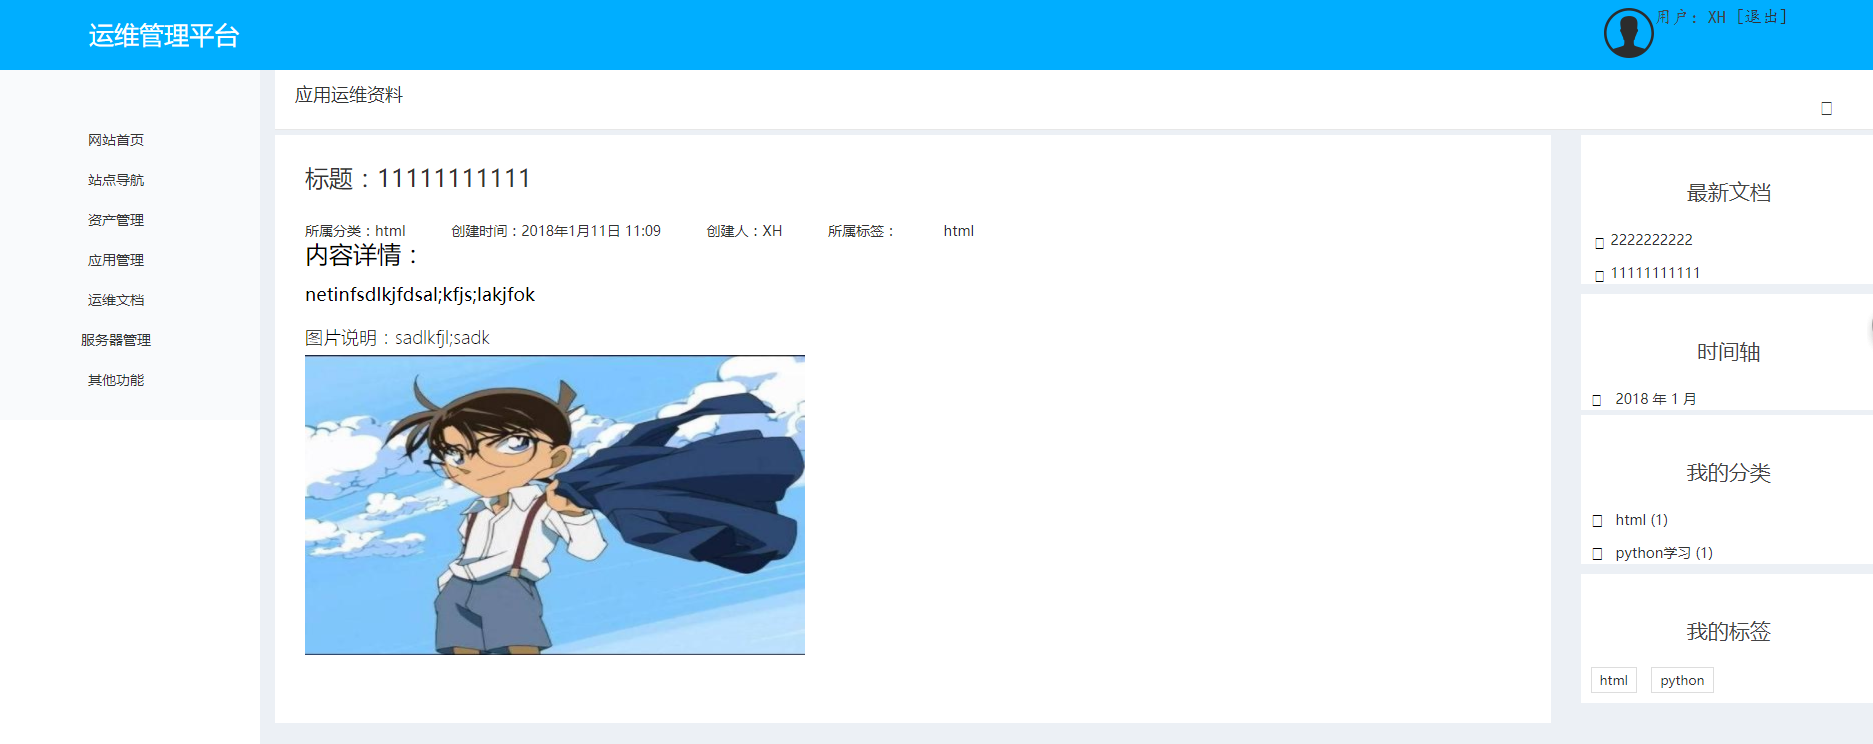 运维管理平台
用户：XH [退出]
网站首页
站点导航
资产管理
应用管理
运维文档
服务器管理
其他功能
应用运维资料
标题：11111111111
所属分类：html 创建时间：2018年1月11日 11:09 创建人：XH 所属标签： html
内容详情：
netinfsdlkjfdsal;kfjs;lakjfok
图片说明：sadlkfjl;sadk
最新文档
2222222222
11111111111
时间轴
2018 年 1 月
我的分类
html (1)
python学习 (1)
我的标签
html python